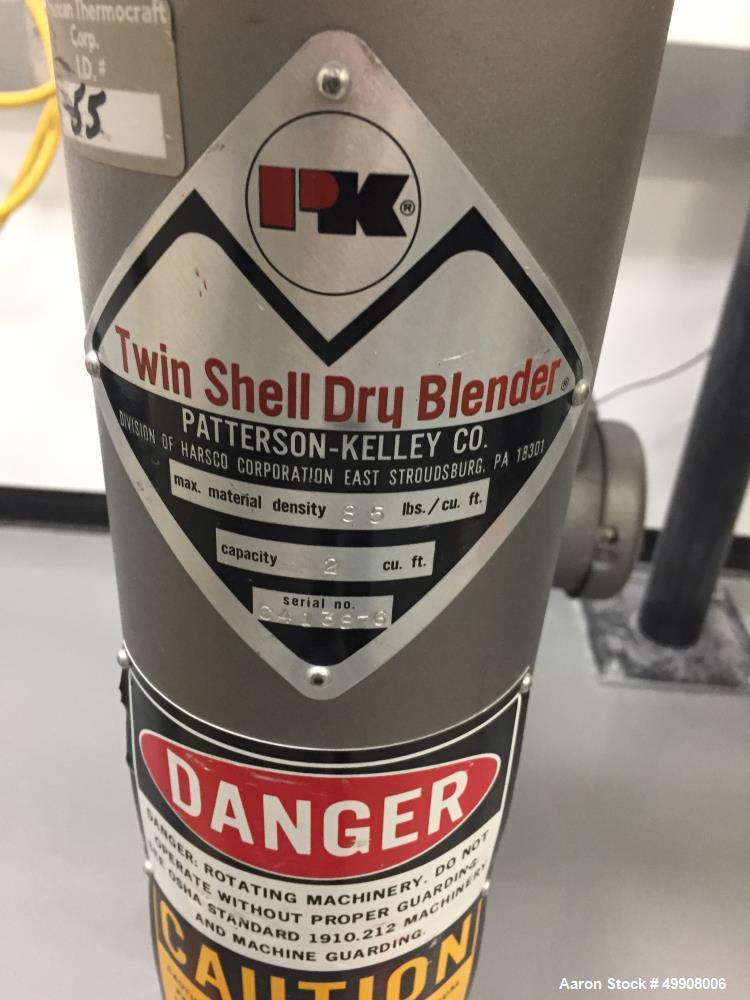 Thermocraft
Corp.
I.D. #
55
PK®
Twin Shell Dry Blender®
PATTERSON-KELLEY CO.
DIVISION OF HARSCO CORPORATION EAST STROUDSBURG, PA 18301
max. material density 85 lbs./cu. ft.
capacity 2 cu. ft.
serial no.
DANGER
DANGER: ROTATING MACHINERY. DO NOT
OPERATE WITHOUT PROPER GUARDING.
SEE OSHA STANDARD 1910.212 MACHINERY
AND MACHINE GUARDING.
CAUTION
Aaron Stock # 49908006